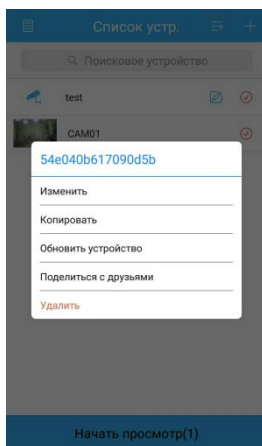 Список устр.
Поисковое устройство
test
CAM01
54e040b617090d5b
Изменить
Копировать
Обновить устройство
Поделиться с друзьями
Удалить
Начать просмотр(1)